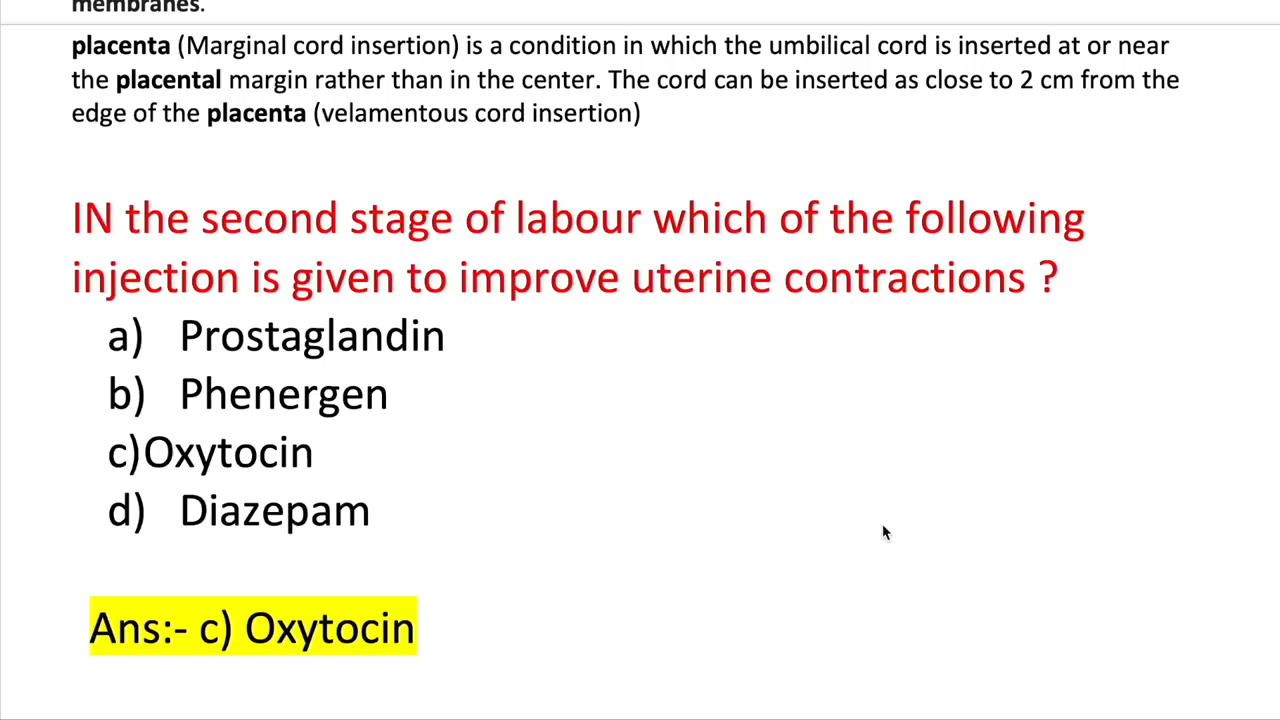 membranes.
placenta (Marginal cord insertion) is a condition in which the umbilical cord is inserted at or near
the placental margin rather than in the center. The cord can be inserted as close to 2 cm from the
edge of the placenta (velamentous cord insertion)
IN the second stage of labour which of the following
injection is given to improve uterine contractions ?
a) Prostaglandin
b) Phenergen
c)Oxytocin
d) Diazepam
Ans:- c) Oxytocin